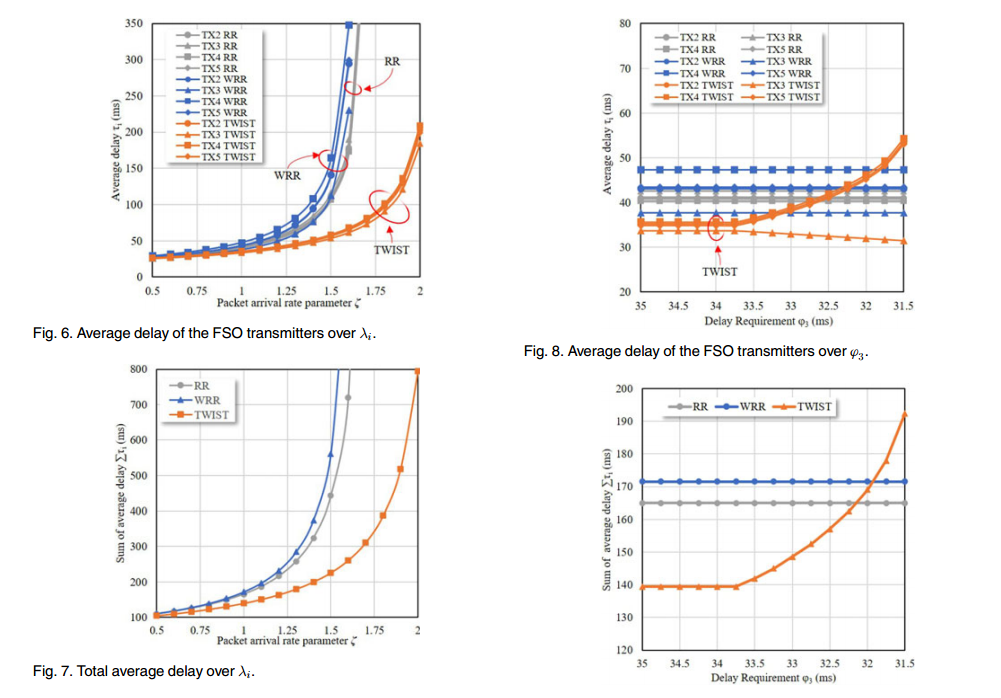 350
300
250
200
150
100
50
0
Average delay τi (ms)
TX2 RR
TX3 RR
TX4 RR
TX5 RR
TX2 WRR
TX3 WRR
TX4 WRR
TX5 WRR
TX2 TWIST
TX3 TWIST
TX4 TWIST
TX5 TWIST
RR
WRR
TWIST
0.5 0.75 1 1.25 1.5 1.75 2
Packet arrival rate parameter ζ
Fig. 6. Average delay of the FSO transmitters over λi.
80
70
60
50
40
30
20
Average delay τi (ms)
TX2 RR TX3 RR
TX4 RR TX5 RR
TX2 WRR TX3 WRR
TX4 WRR TX5 WRR
TX2 TWIST TX3 TWIST
TX4 TWIST TX5 TWIST
TWIST
35 34.5 34 33.5 33 32.5 32 31.5
Delay Requirement φ3 (ms)
Fig. 8. Average delay of the FSO transmitters over φ3.
800
700
600
500
400
300
200
100
Sum of average delay ∑τi (ms)
RR
WRR
TWIST
0.5 0.75 1 1.25 1.5 1.75 2
Packet arrival rate parameter ζ
Fig. 7. Total average delay over λi.
200
190
180
170
160
150
140
130
120
Sum of average delay ∑τi (ms)
RR WRR TWIST
35 34.5 34 33.5 33 32.5 32 31.5
Delay Requirement φ3 (ms)